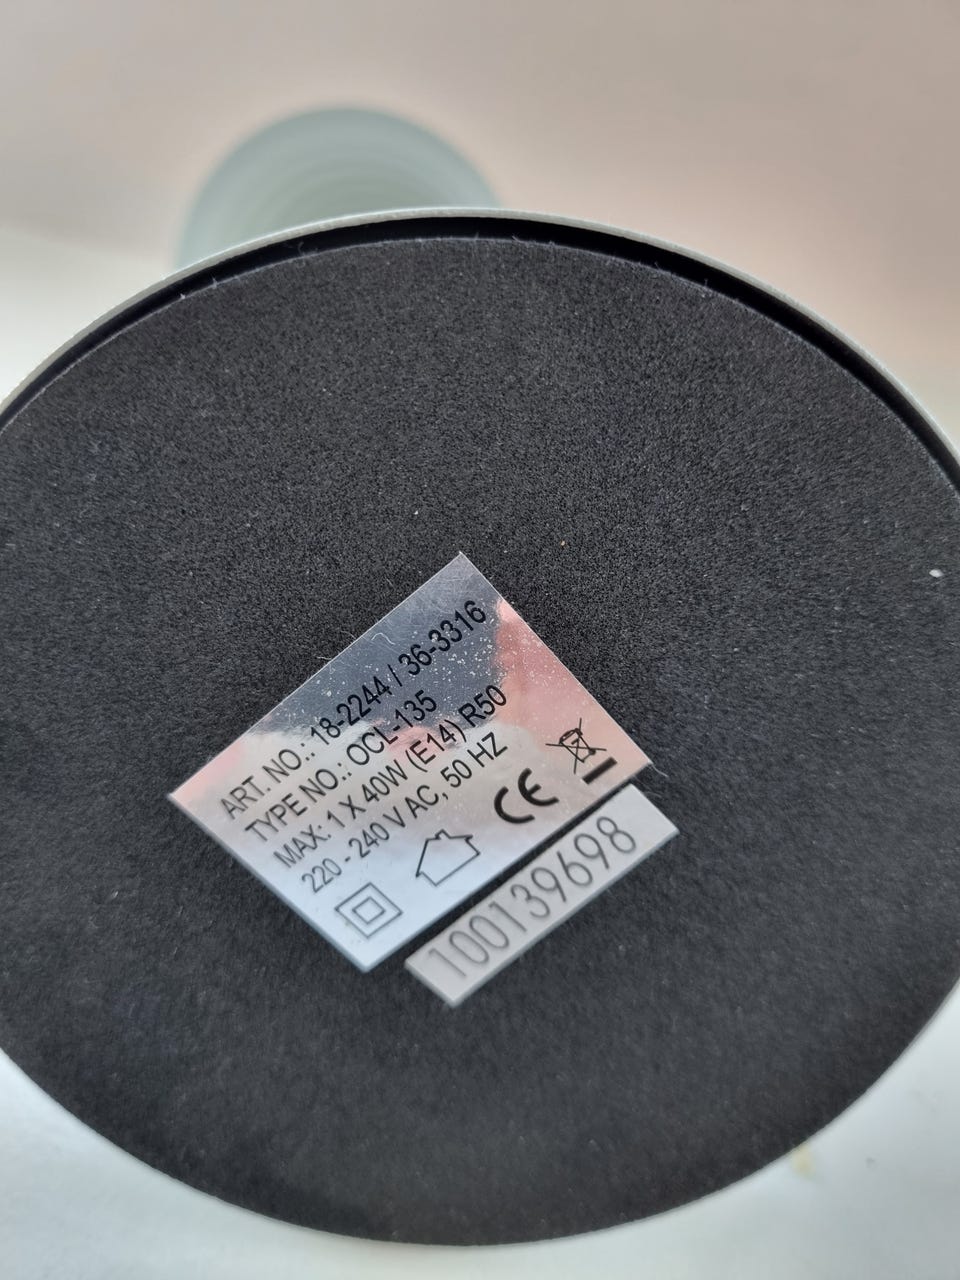 ART. NO.: 18-2244 / 36-3316
TYPE NO.: OCL-135
MAX: 1 X 40W (E14) R50
220 - 240 V AC, 50 HZ
CE
100139698